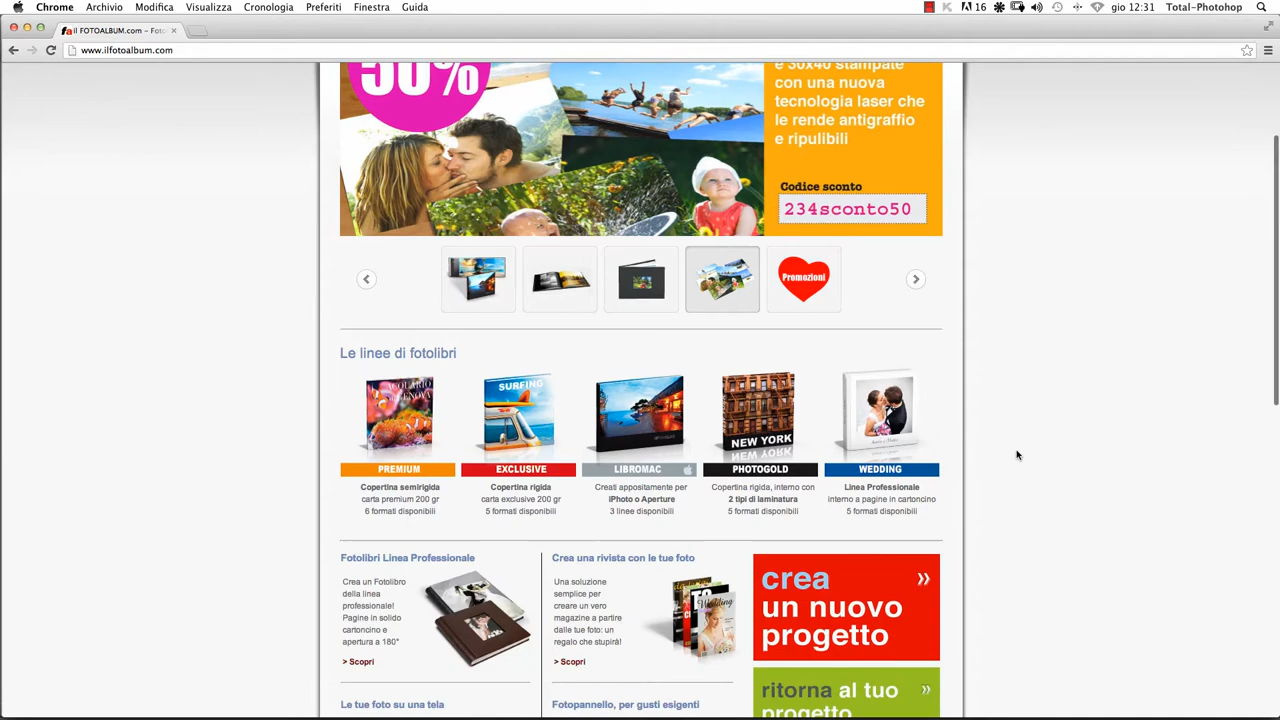 Chrome Archivio Modifica Visualizza Cronologia Preferiti Finestra Guida
16 gio 12:31 Total-Photohop
il FOTOALBUM.com – Foto
www.ilfotoalbum.com
50%
e 30x40 stampate
con una nuova
tecnologia laser che
le rende antigraffio
e ripulibili
Codice sconto
234sconto50
Promozioni
Le linee di fotolibri
SURFING
NEW YORK
PREMIUM
EXCLUSIVE
LIBROMAC
PHOTOGOLD
WEDDING
Copertina semirigida
carta premium 200 gr
6 formati disponibili
Copertina rigida
carta exclusive 200 gr
5 formati disponibili
Creati appositamente per
iPhoto o Aperture
3 linee disponibili
Copertina rigida, interno con
2 tipi di laminatura
5 formati disponibili
Linea Professionale
interno a pagine in cartoncino
5 formati disponibili
Fotolibri Linea Professionale
Crea un Fotolibro
della linea
professionale!
Pagine in solido
cartoncino e
apertura a 180°
> Scopri
Crea una rivista con le tue foto
Una soluzione
semplice per
creare un vero
magazine a partire
dalle tue foto: un
regalo che stupirà!
> Scopri
Wedding
crea
un nuovo
progetto
ritorna al tuo
progetto
Le tue foto su una tela
Fotopannello, per gusti esigenti